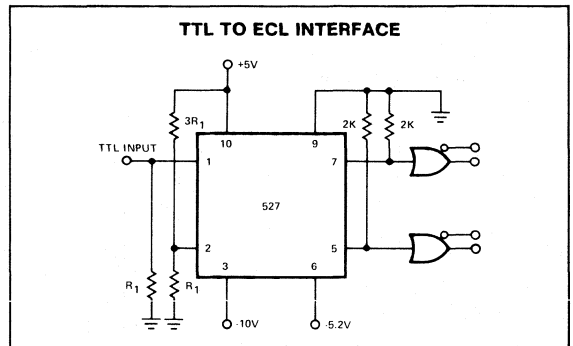 TTL TO ECL INTERFACE
+5V
3R1
2K
2K
TTL INPUT
10
9
1
7
527
2
5
3
6
R1
R1
-10V
-5.2V